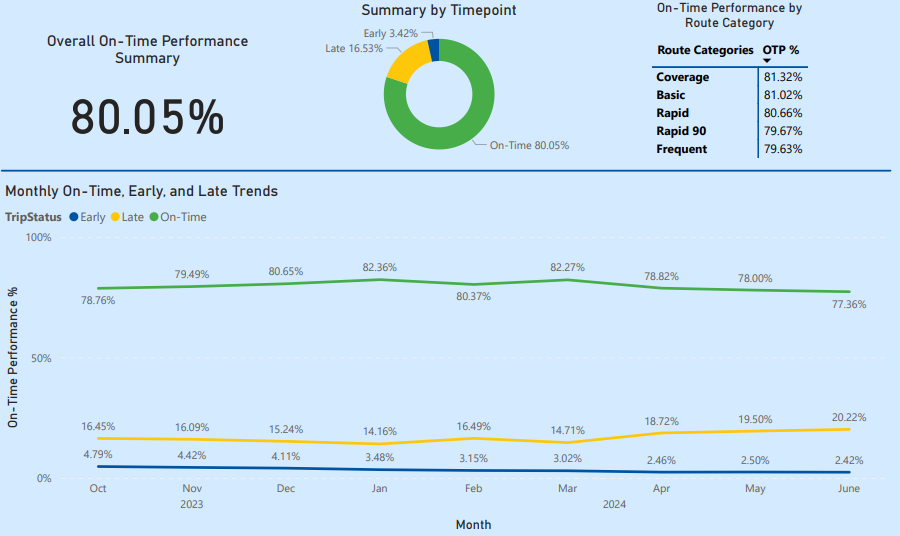 Overall On-Time Performance
Summary
80.05%
Summary by Timepoint
Early 3.42%
Late 16.53%
On-Time 80.05%
On-Time Performance by
Route Category
Route Categories OTP %
Coverage 81.32%
Basic 81.02%
Rapid 80.66%
Rapid 90 79.67%
Frequent 79.63%
Monthly On-Time, Early, and Late Trends
TripStatus Early Late On-Time
On-Time Performance %
100%
50%
0%
78.76% 79.49% 80.65% 82.36% 80.37% 82.27% 78.82% 78.00% 77.36%
16.45% 16.09% 15.24% 14.16% 16.49% 14.71% 18.72% 19.50% 20.22%
4.79% 4.42% 4.11% 3.48% 3.15% 3.02% 2.46% 2.50% 2.42%
Oct Nov Dec Jan Feb Mar Apr May June
2023 2024
Month